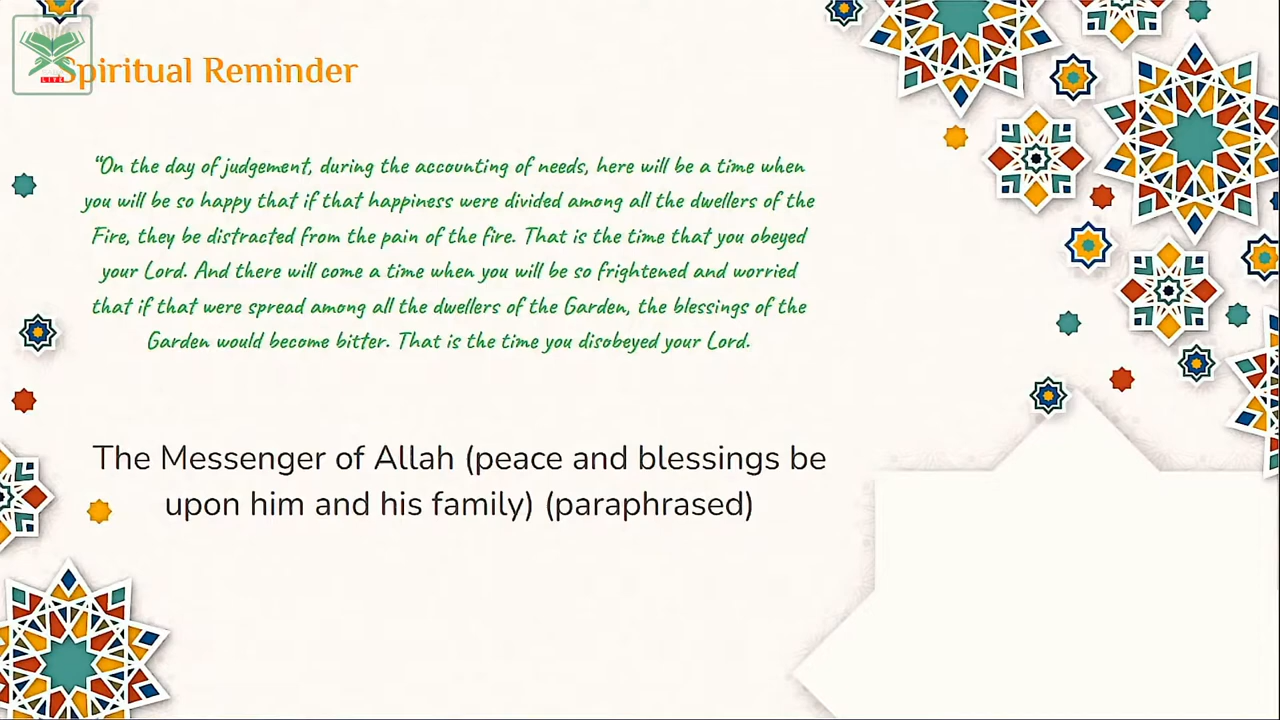 LITE
Spiritual Reminder
“On the day of judgement, during the accounting of needs, here will be a time when
you will be so happy that if that happiness were divided among all the dwellers of the
Fire, they be distracted from the pain of the fire. That is the time that you obeyed
your Lord. And there will come a time when you will be so frightened and worried
that if that were spread among all the dwellers of the Garden, the blessings of the
Garden would become bitter. That is the time you disobeyed your Lord.
The Messenger of Allah (peace and blessings be
upon him and his family) (paraphrased)